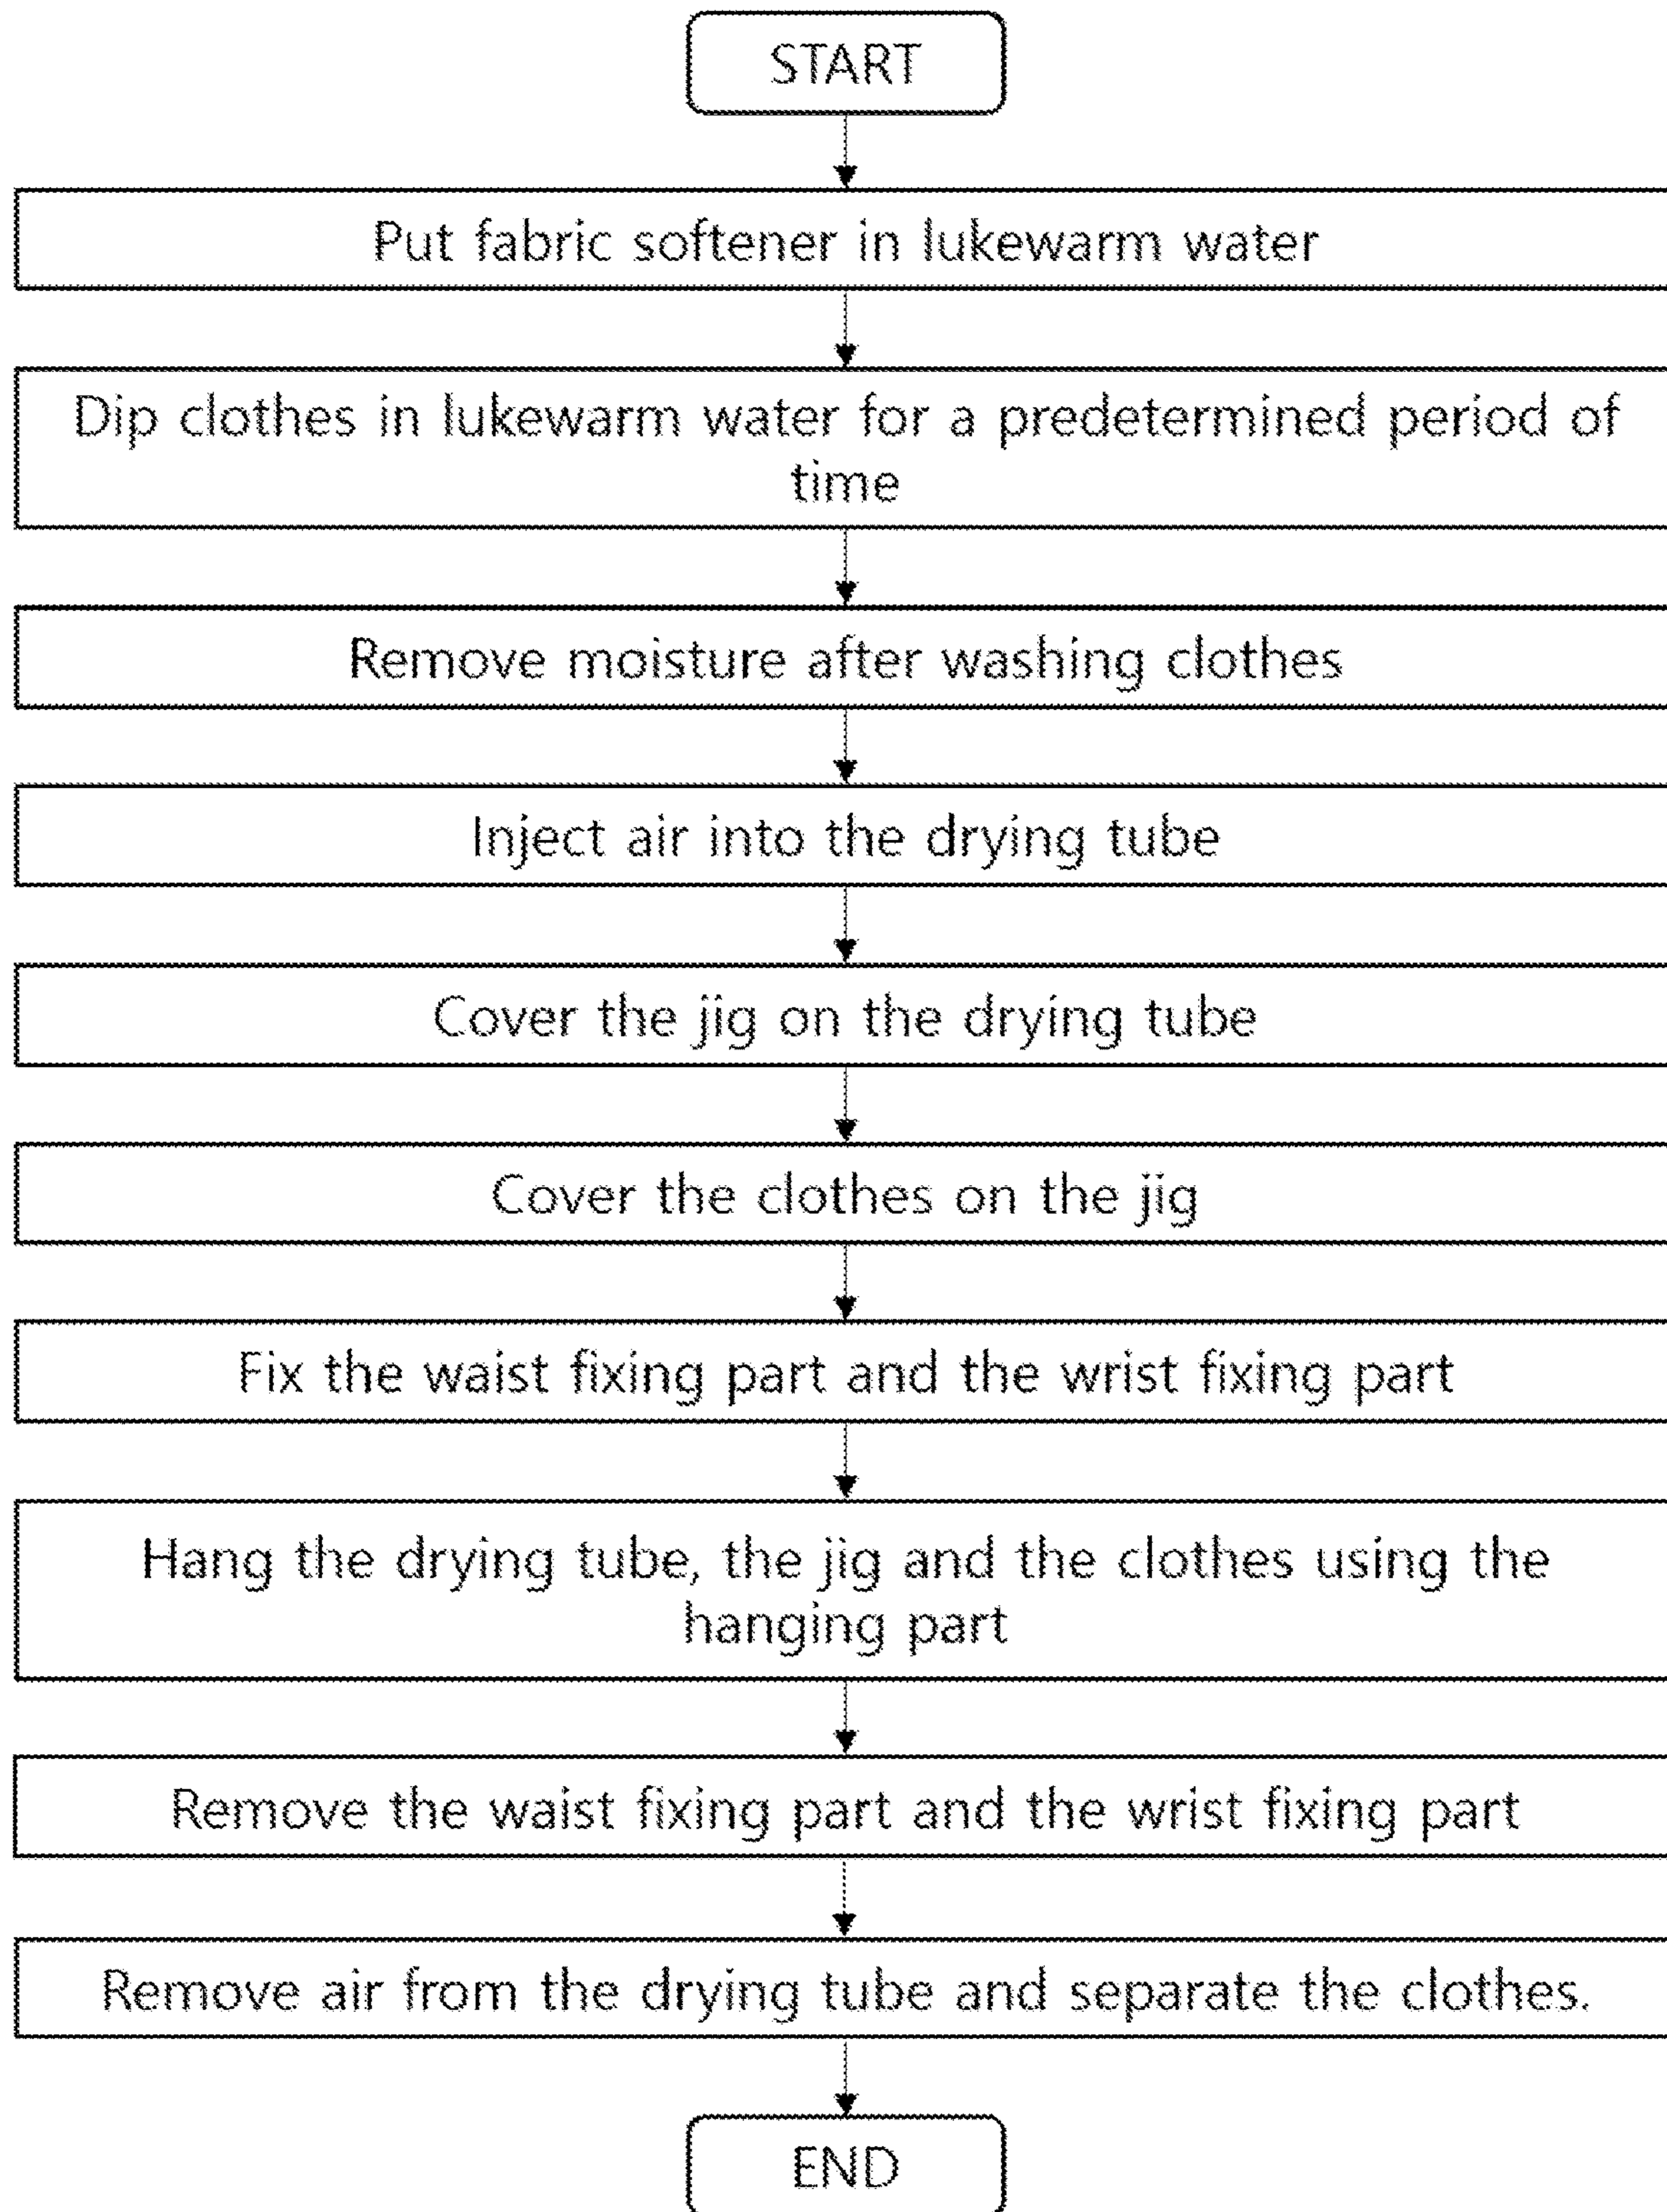 START
Put fabric softener in lukewarm water
Dip clothes in lukewarm water for a predetermined period of
time
Remove moisture after washing clothes
Inject air into the drying tube
Cover the jig on the drying tube
Cover the clothes on the jig
Fix the waist fixing part and the wrist fixing part
Hang the drying tube, the jig and the clothes using the
hanging part
Remove the waist fixing part and the wrist fixing part
Remove air from the drying tube and separate the clothes.
END